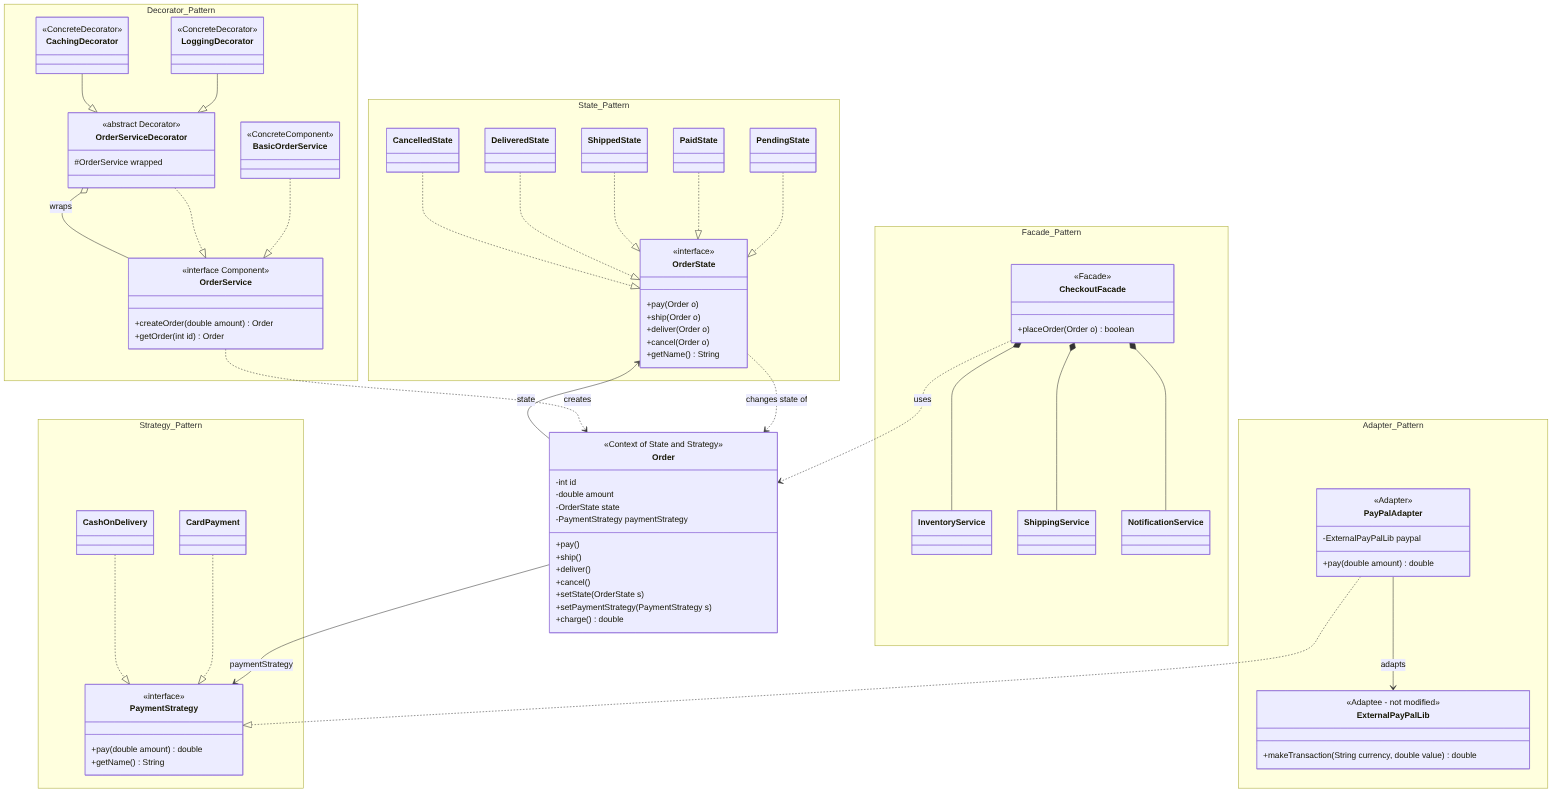 Decorator_Pattern
«ConcreteDecorator»
CachingDecorator
«ConcreteDecorator»
LoggingDecorator
«abstract Decorator»
OrderServiceDecorator
#OrderService wrapped
«ConcreteComponent»
BasicOrderService
wraps
«interface Component»
OrderService
+createOrder(double amount) : Order
+getOrder(int id) : Order
State_Pattern
CancelledState
DeliveredState
ShippedState
PaidState
PendingState
«interface»
OrderState
+pay(Order o)
+ship(Order o)
+deliver(Order o)
+cancel(Order o)
+getName() : String
state
creates
changes state of
Facade_Pattern
«Facade»
CheckoutFacade
+placeOrder(Order o) : boolean
uses
InventoryService
ShippingService
NotificationService
Strategy_Pattern
CashOnDelivery
CardPayment
paymentStrategy
«interface»
PaymentStrategy
+pay(double amount) : double
+getName() : String
«Context of State and Strategy»
Order
-int id
-double amount
-OrderState state
-PaymentStrategy paymentStrategy
+pay()
+ship()
+deliver()
+cancel()
+setState(OrderState s)
+setPaymentStrategy(PaymentStrategy s)
+charge() : double
Adapter_Pattern
«Adapter»
PayPalAdapter
-ExternalPayPalLib paypal
+pay(double amount) : double
adapts
«Adaptee - not modified»
ExternalPayPalLib
+makeTransaction(String currency, double value) : double